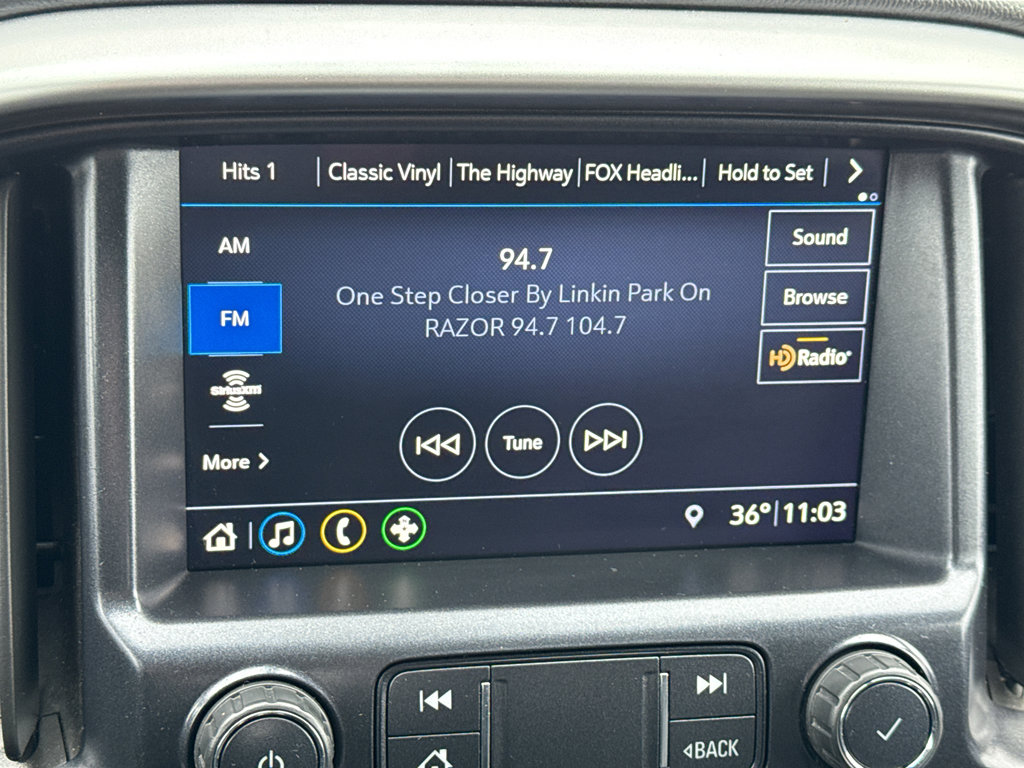 Hits 1 Classic Vinyl The Highway FOX Headli... Hold to Set
AM
94.7
Sound
One Step Closer By Linkin Park On
Browse
FM
RAZOR 94.7 104.7
HD Radio
SiriusXM
More
Tune
36° 11:03
BACK